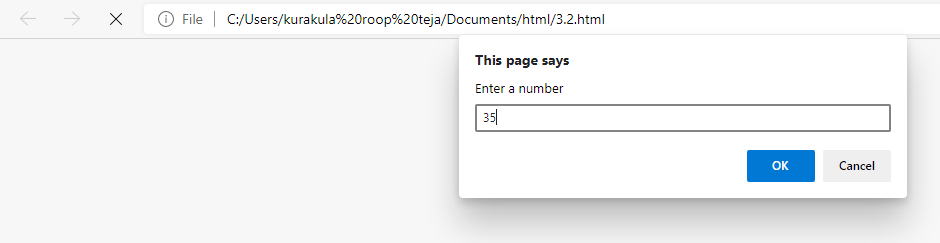 File | C:/Users/kurakula%20roop%20teja/Documents/html/3.2.html
This page says
Enter a number
35
OK Cancel